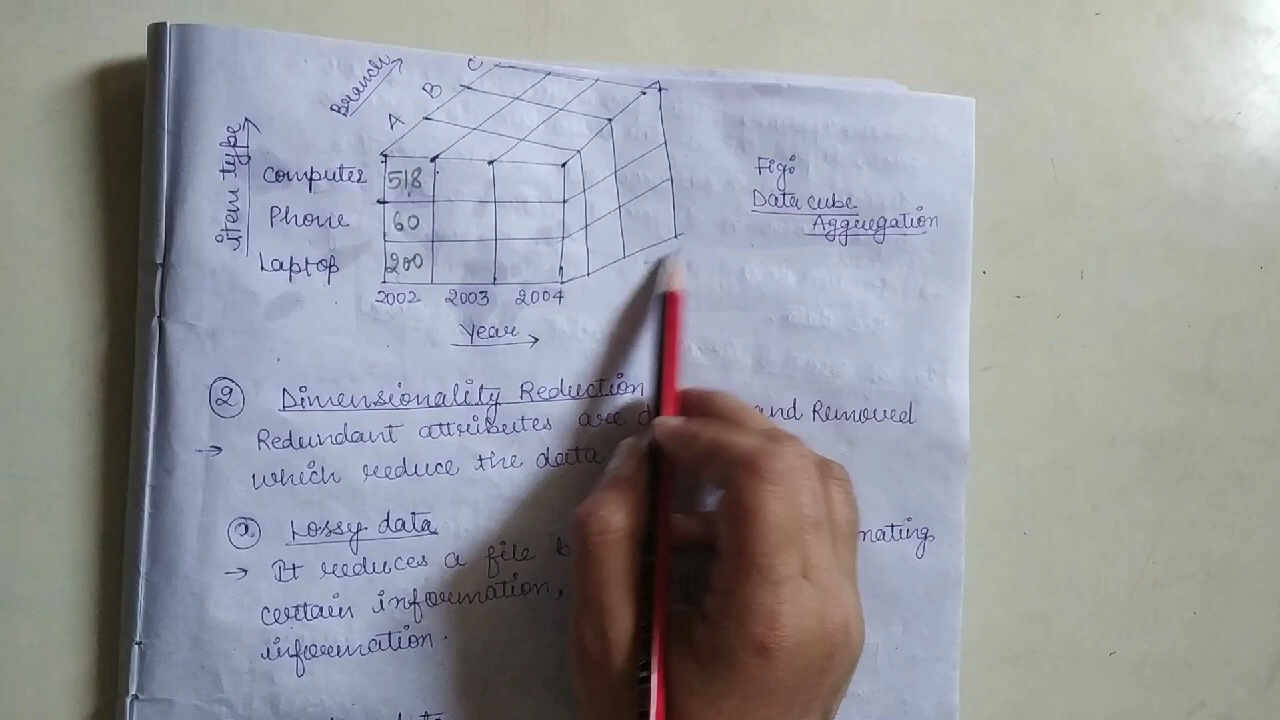 Branch
C
B
A
item type
Computer 518
Phone 60
Laptop 200
2002 2003 2004
Year
Fig:
Data cube
Aggregation
2 Dimensionality Reduction
→ Redundant attributes are and Removed
which reduce the data
Lossy data
→ It reduces a file
certain information,
information.